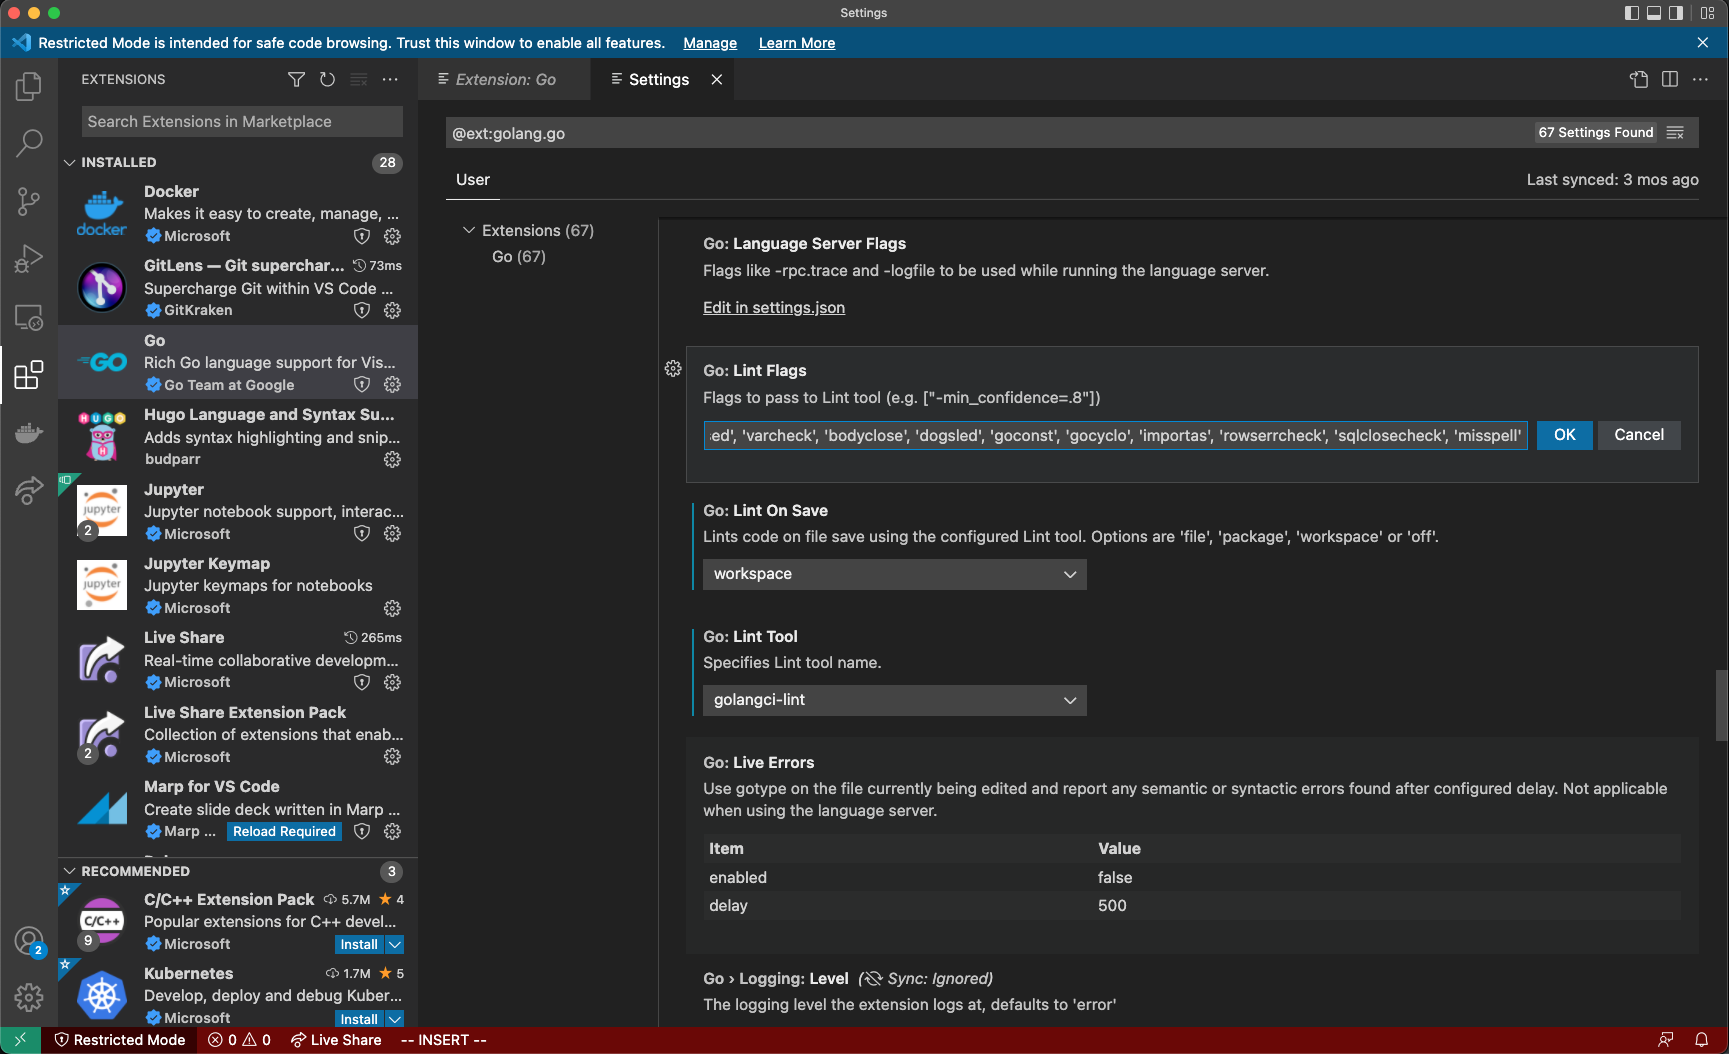 Settings
Restricted Mode is intended for safe code browsing. Trust this window to enable all features. Manage Learn More
EXTENSIONS
Search Extensions in Marketplace
INSTALLED 28
docker
Docker
Makes it easy to create, manage, ...
Microsoft
GitLens — Git superchar... 73ms
Supercharge Git within VS Code ...
GitKraken
GO
Go
Rich Go language support for Vis...
Go Team at Google
HUGO
Hugo Language and Syntax Su...
Adds syntax highlighting and snip...
budparr
jupyter
2
Jupyter
Jupyter notebook support, interac...
Microsoft
jupyter
Jupyter Keymap
Jupyter keymaps for notebooks
Microsoft
Live Share 265ms
Real-time collaborative developm...
Microsoft
2
Live Share Extension Pack
Collection of extensions that enab...
Microsoft
Marp for VS Code
Create slide deck written in Marp ...
Marp ... Reload Required
RECOMMENDED 3
C/C++
9
C/C++ Extension Pack 5.7M 4
Popular extensions for C++ devel...
Microsoft Install
Kubernetes 1.7M 5
Develop, deploy and debug Kuber...
Microsoft Install
2
Extension: Go
Settings
@ext:golang.go 67 Settings Found
User Last synced: 3 mos ago
Extensions (67)
Go (67)
Go: Language Server Flags
Flags like -rpc.trace and -logfile to be used while running the language server.
Edit in settings.json
Go: Lint Flags
Flags to pass to Lint tool (e.g. ["-min_confidence=.8"])
ed', 'varcheck', 'bodyclose', 'dogsled', 'goconst', 'gocyclo', 'importas', 'rowserrcheck', 'sqlclosecheck', 'misspell' OK Cancel
Go: Lint On Save
Lints code on file save using the configured Lint tool. Options are 'file', 'package', 'workspace' or 'off'.
workspace
Go: Lint Tool
Specifies Lint tool name.
golangci-lint
Go: Live Errors
Use gotype on the file currently being edited and report any semantic or syntactic errors found after configured delay. Not applicable
when using the language server.
Item Value
enabled false
delay 500
Go › Logging: Level (Sync: Ignored)
The logging level the extension logs at, defaults to 'error'
Restricted Mode 0 0 Live Share -- INSERT --